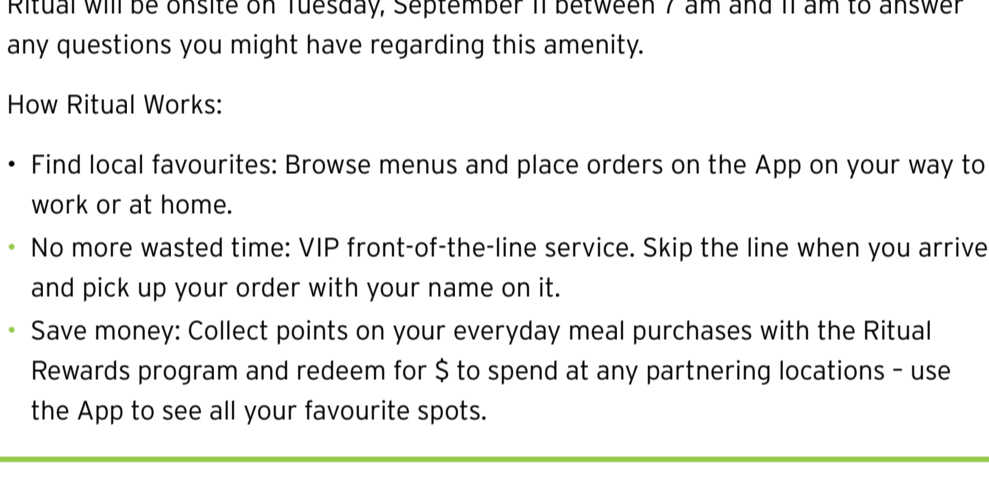 Ritual will be onsite on Tuesday, September 11 between 7 am and 11 am to answer
any questions you might have regarding this amenity.
How Ritual Works:
• Find local favourites: Browse menus and place orders on the App on your way to
work or at home.
• No more wasted time: VIP front-of-the-line service. Skip the line when you arrive
and pick up your order with your name on it.
• Save money: Collect points on your everyday meal purchases with the Ritual
Rewards program and redeem for $ to spend at any partnering locations – use
the App to see all your favourite spots.